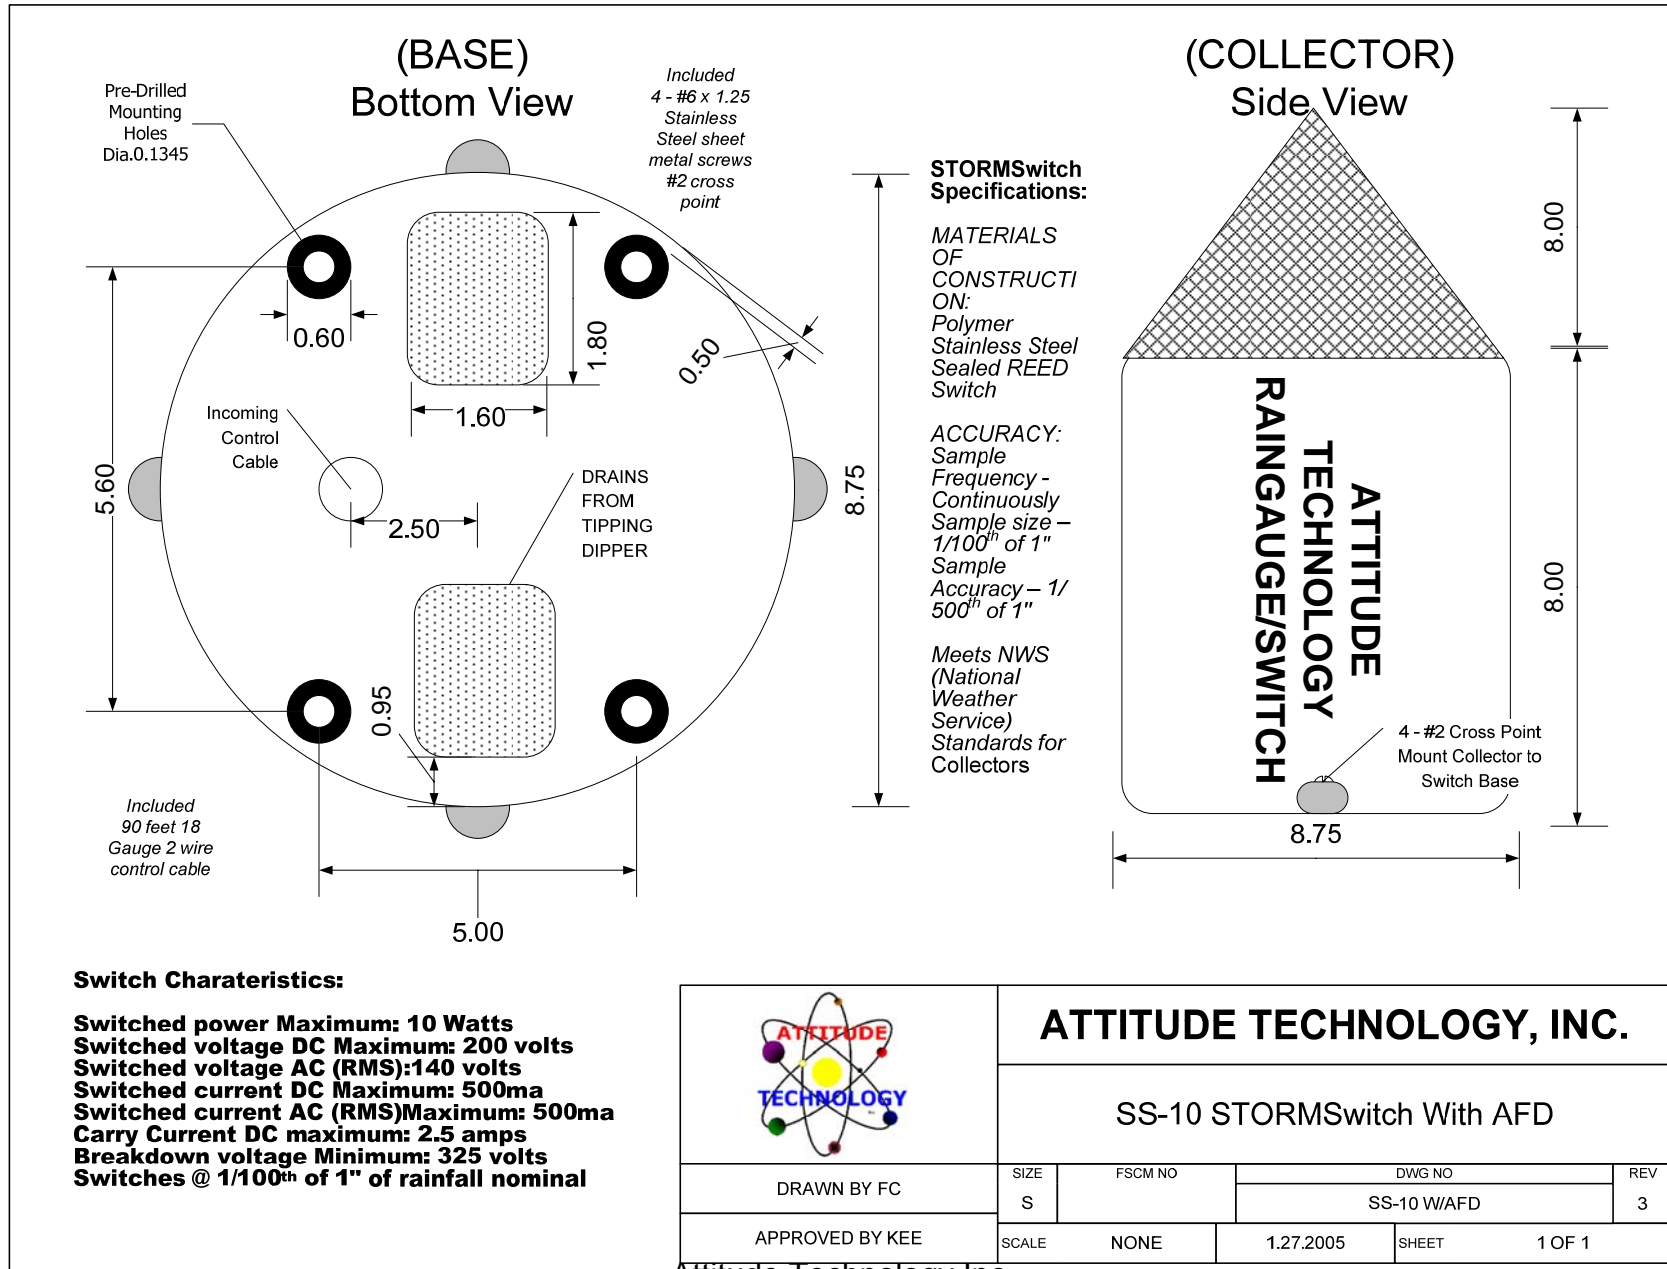 (BASE)
Bottom View
Pre-Drilled
Mounting
Holes
Dia.0.1345
Included
4 - #6 x 1.25
Stainless
Steel sheet
metal screws
#2 cross
point
0.60
1.80
1.60
0.50
Incoming
Control
Cable
5.60
2.50
DRAINS
FROM
TIPPING
DIPPER
8.75
0.95
Included
90 feet 18
Gauge 2 wire
control cable
5.00
STORMSwitch
Specifications:
MATERIALS
OF
CONSTRUCTI
ON:
Polymer
Stainless Steel
Sealed REED
Switch
ACCURACY:
Sample
Frequency -
Continuously
Sample size –
1/100th of 1"
Sample
Accuracy – 1/
500th of 1"
Meets NWS
(National
Weather
Service)
Standards for
Collectors
(COLLECTOR)
Side View
8.00
ATTITUDE
TECHNOLOGY
RAINGAUGE/SWITCH
8.00
4 - #2 Cross Point
Mount Collector to
Switch Base
8.75
Switch Charateristics:
Switched power Maximum: 10 Watts
Switched voltage DC Maximum: 200 volts
Switched voltage AC (RMS):140 volts
Switched current DC Maximum: 500ma
Switched current AC (RMS)Maximum: 500ma
Carry Current DC maximum: 2.5 amps
Breakdown voltage Minimum: 325 volts
Switches @ 1/100th of 1" of rainfall nominal
ATTITUDE
TECHNOLOGY
ATTITUDE TECHNOLOGY, INC.
SS-10 STORMSwitch With AFD
DRAWN BY FC
APPROVED BY KEE
SIZE
S
FSCM NO
DWG NO
SS-10 W/AFD
REV
3
SCALE
NONE
1.27.2005
SHEET
1 OF 1
Attitude Technology Inc